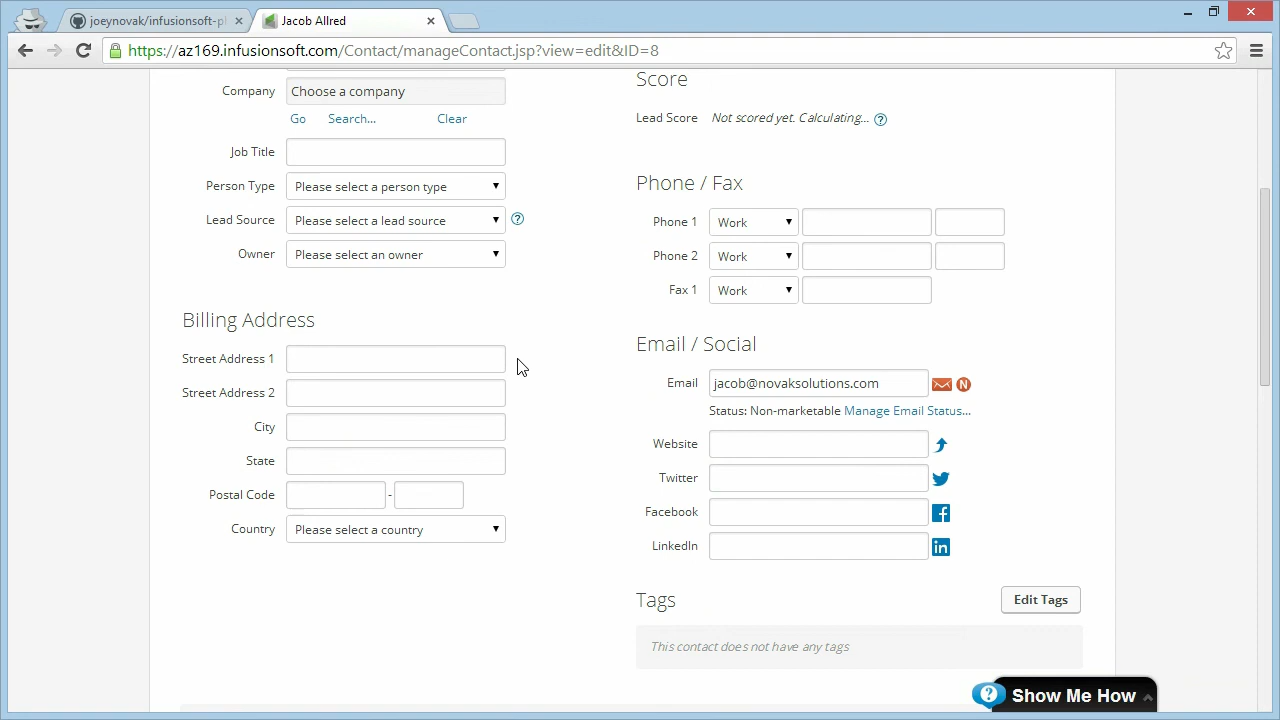 joeynovak/infusionsoft-pl
Jacob Allred
https://az169.infusionsoft.com/Contact/manageContact.jsp?view=edit&ID=8
Company
Choose a company
Go Search... Clear
Job Title
Person Type Please select a person type
Lead Source Please select a lead source ?
Owner Please select an owner
Billing Address
Street Address 1
Street Address 2
City
State
Postal Code -
Country Please select a country
Score
Lead Score Not scored yet. Calculating... ?
Phone / Fax
Phone 1 Work
Phone 2 Work
Fax 1 Work
Email / Social
Email jacob@novaksolutions.com N
Status: Non-marketable Manage Email Status...
Website
Twitter
Facebook
LinkedIn in
Tags Edit Tags
This contact does not have any tags
? Show Me How